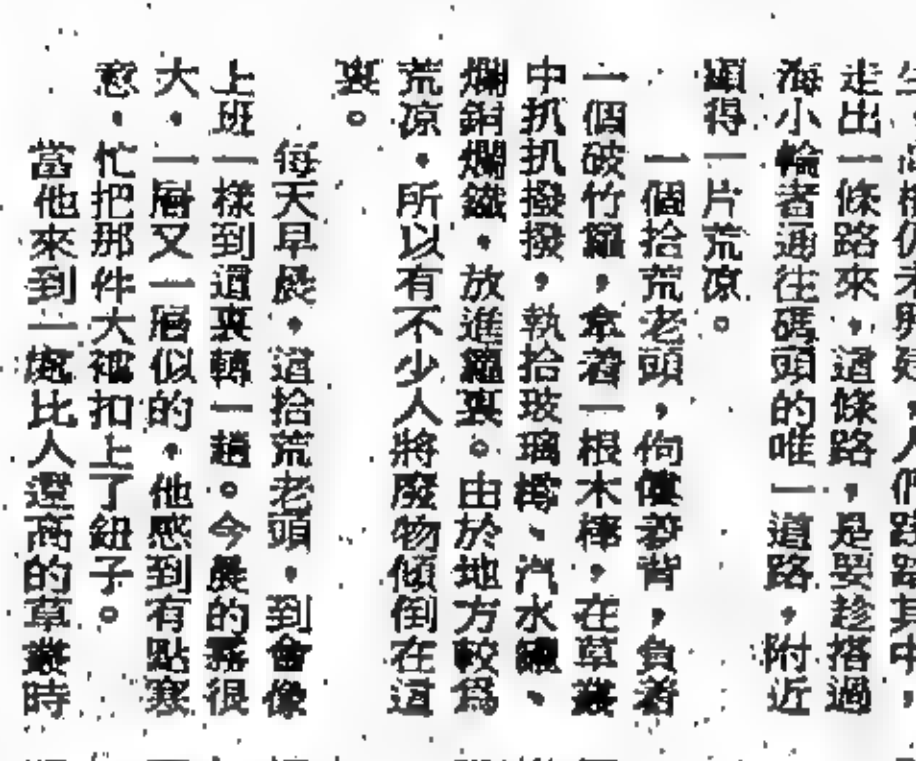 走出一條路來，這條路，是要趁搭過
海小輪者通往碼頭的唯一道路，附近
顯得一片荒凉。
一個拾荒老頭，佝僂着背，負着
一個破竹籮，拿着一根木棒，在草叢
中扒扒撥撥，執拾玻璃樽、汽水罐、
爛銅爛鐵，放進籮裏。由於地方較爲
荒凉，所以有不少人將廢物傾倒在這
裏。
每天早晨，這拾荒老頭，到會像
上班一樣到這裏轉一趟。今晨的霧很
大，一層又一層似的，他感到有點寒
意，忙把那件大褸扣上了鈕子。
當他來到一處比人還高的草叢時